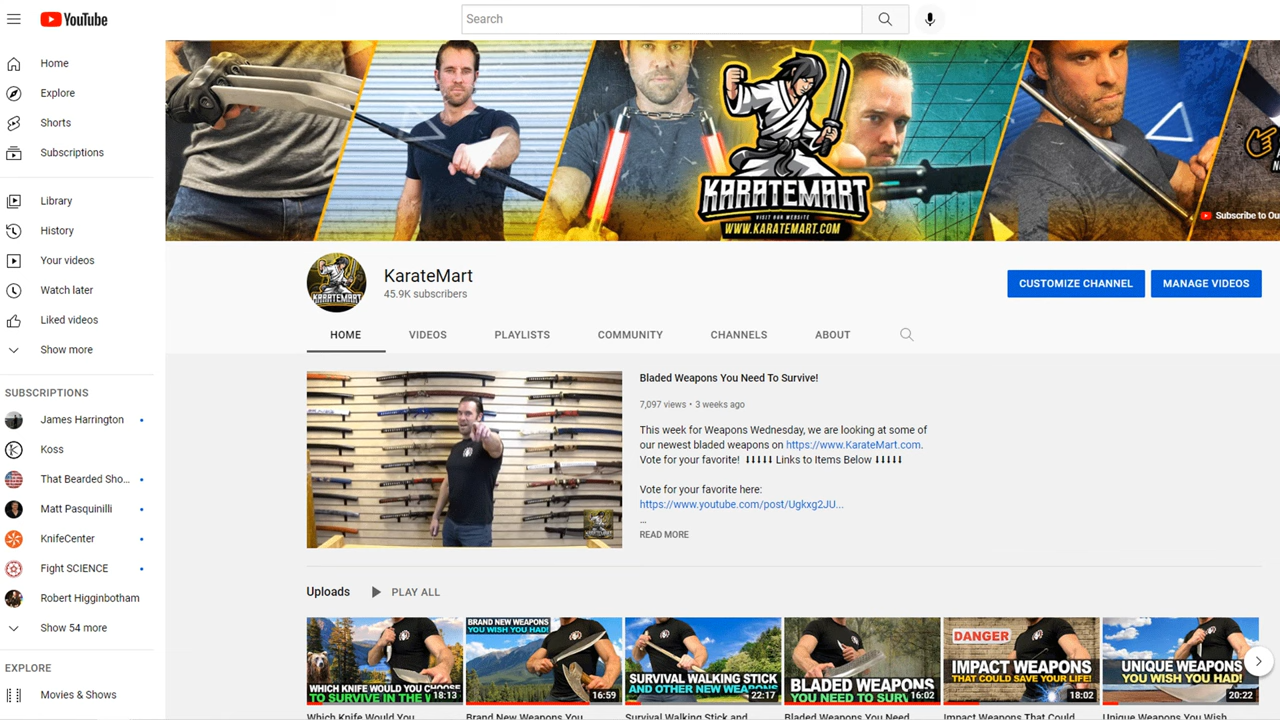 YouTube
Search
Home
Explore
Shorts
Subscriptions
Library
History
Your videos
Watch later
Liked videos
Show more
SUBSCRIPTIONS
James Harrington
Koss
That Bearded Sho...
Matt Pasquinilli
KnifeCenter
Fight SCIENCE
Robert Higginbotham
Show 54 more
EXPLORE
Movies & Shows
KARATEMART
VISIT OUR WEBSITE
WWW.KARATEMART.COM
Subscribe to Ou
KARATEMART
KarateMart
45.9K subscribers
CUSTOMIZE CHANNEL
MANAGE VIDEOS
HOME
VIDEOS
PLAYLISTS
COMMUNITY
CHANNELS
ABOUT
Bladed Weapons You Need To Survive!
7,097 views • 3 weeks ago
This week for Weapons Wednesday, we are looking at some of
our newest bladed weapons on https://www.KarateMart.com.
Vote for your favorite! ⬇⬇⬇⬇⬇ Links to Items Below ⬇⬇⬇⬇⬇
Vote for your favorite here:
https://www.youtube.com/post/Ugkxg2JU...
...
READ MORE
Uploads
PLAY ALL
WHICH KNIFE WOULD YOU CHOOSE
TO SURVIVE IN THE W
18:13
BRAND NEW WEAPONS
YOU WISH YOU HAD!
16:59
SURVIVAL WALKING STICK
AND OTHER NEW WEAPO
22:17
BLADED WEAPONS
YOU NEED TO SURV
16:02
DANGER
IMPACT WEAPONS
THAT COULD SAVE YOUR LIFE!
18:02
UNIQUE WEAPONS
YOU WISH YOU HAD!
20:22
Which Knife Would You
Brand New Weapons You
Survival Walking Stick and
Bladed Weapons You Need
Impact Weapons That Could
Unique Weapons You Wish